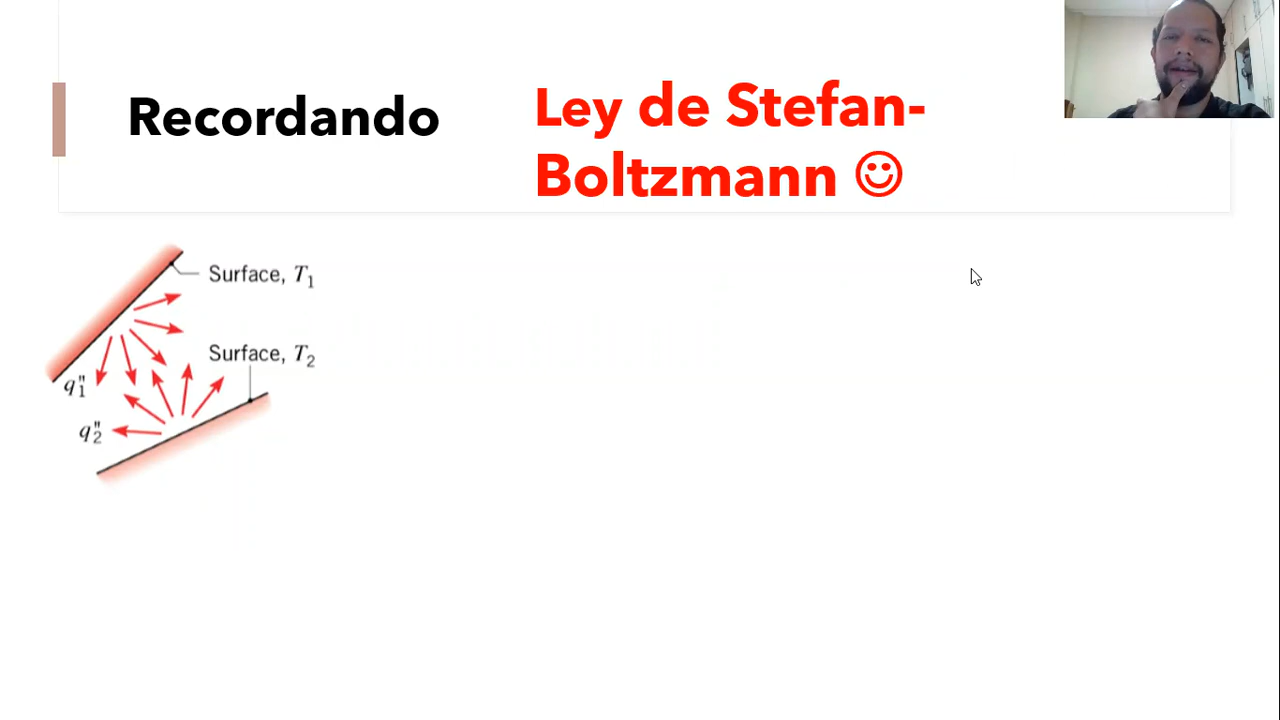 Recordando
Ley de Stefan-
Boltzmann ☺
Surface, T₁
Surface, T₂
q₁"
q₂"